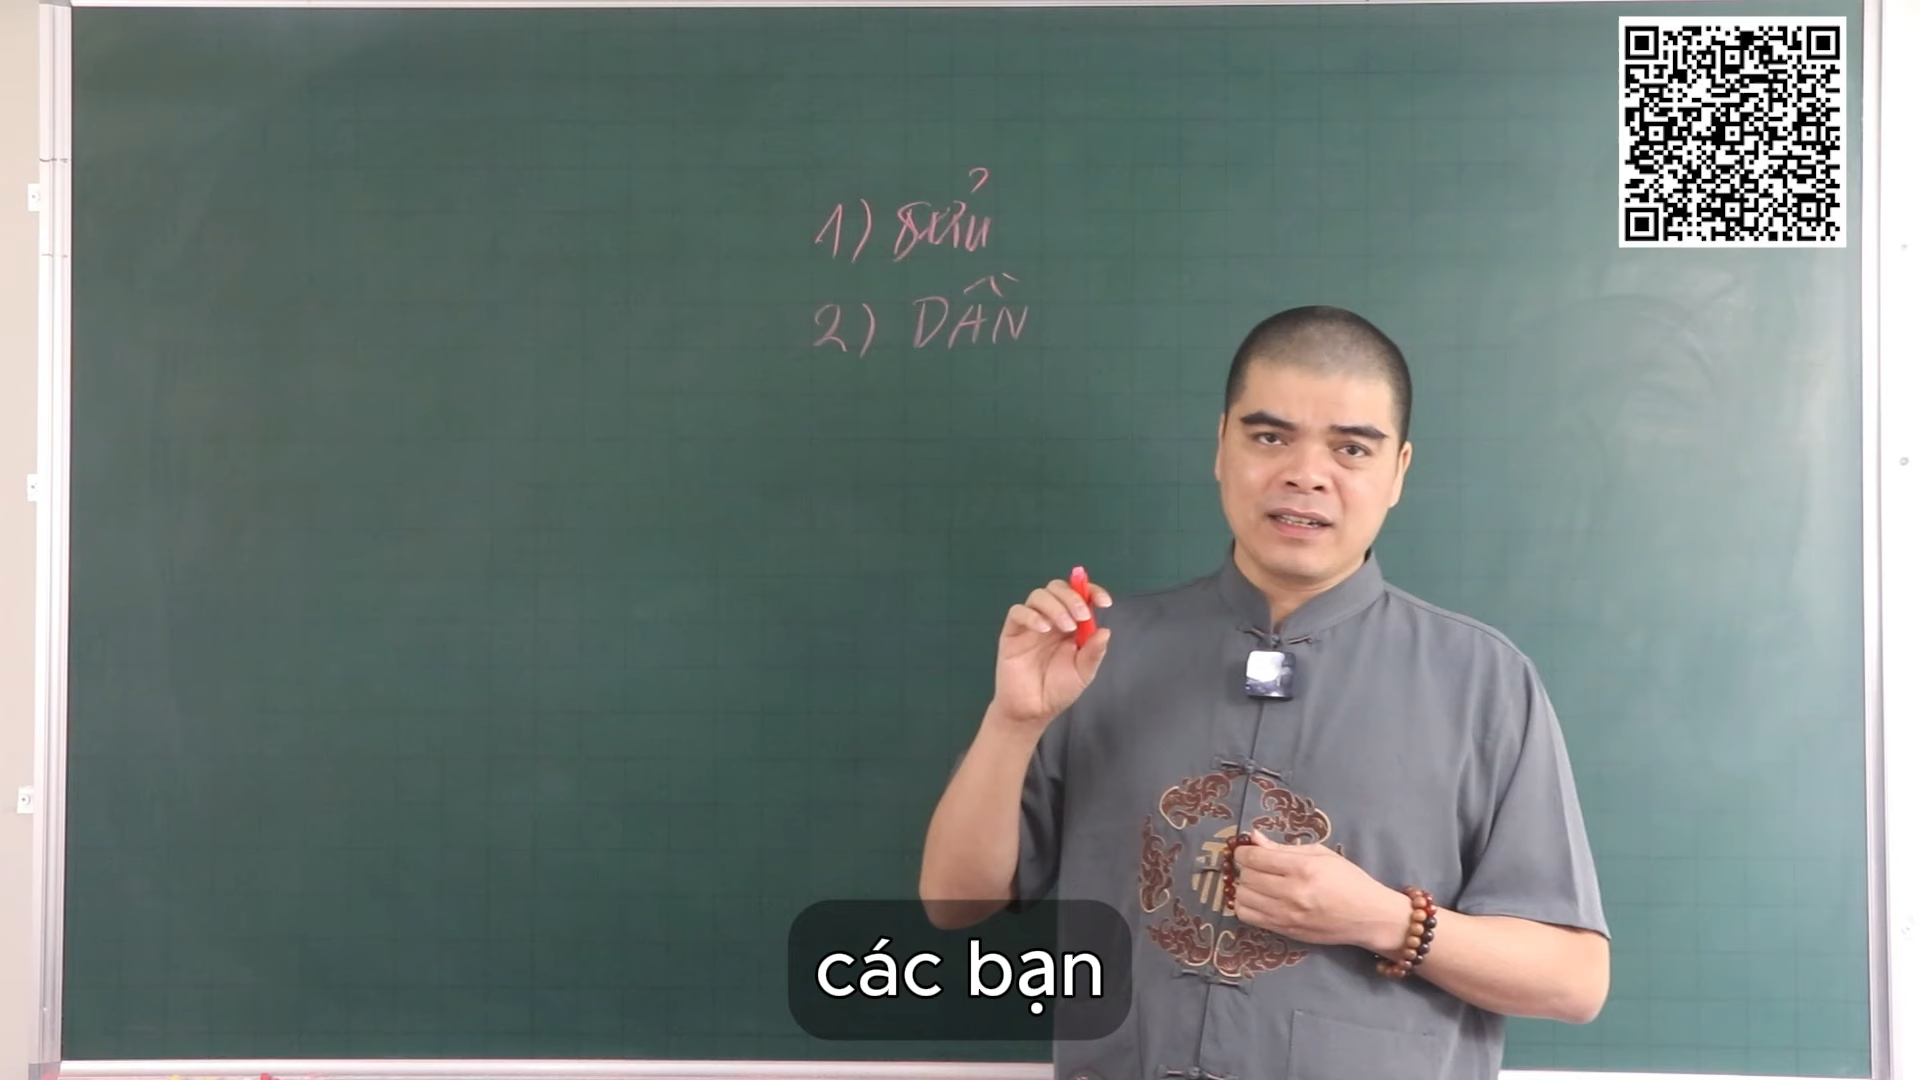 1) SỬU
2) DẦN
các bạn